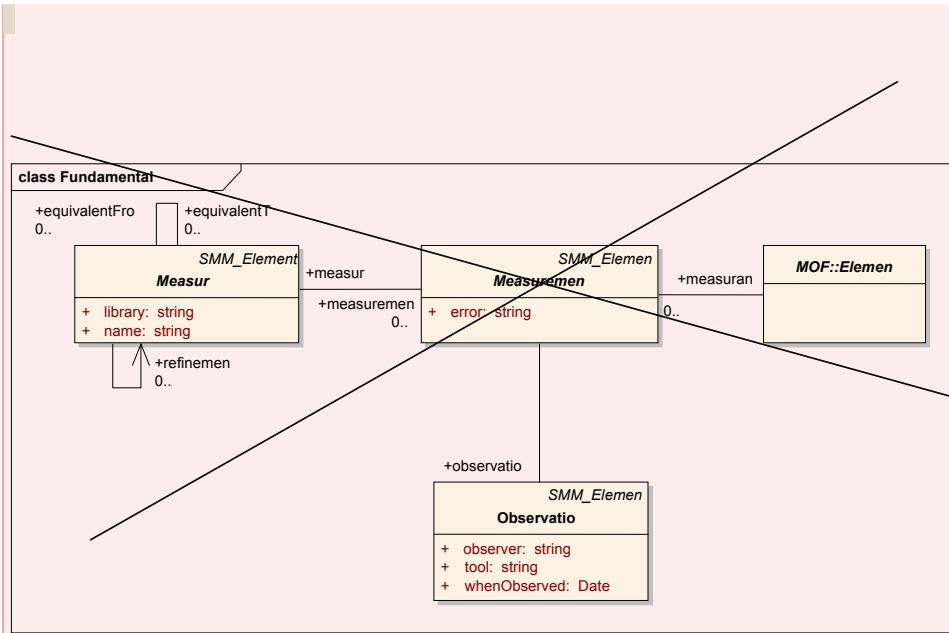 class Fundamental
+equivalentFro
0..
+equivalentT
0..
SMM_Element
Measur
+ library: string
+ name: string
+refinemen
0..
+measur
+measuremen
0..
SMM_Elemen
Measuremen
+ error: string
+measuran
0..
MOF::Elemen
+observatio
SMM_Elemen
Observatio
+ observer: string
+ tool: string
+ whenObserved: Date